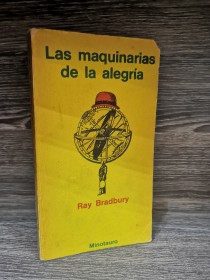 Las maquinarias
de la alegría
Ray Bradbury
Minotauro